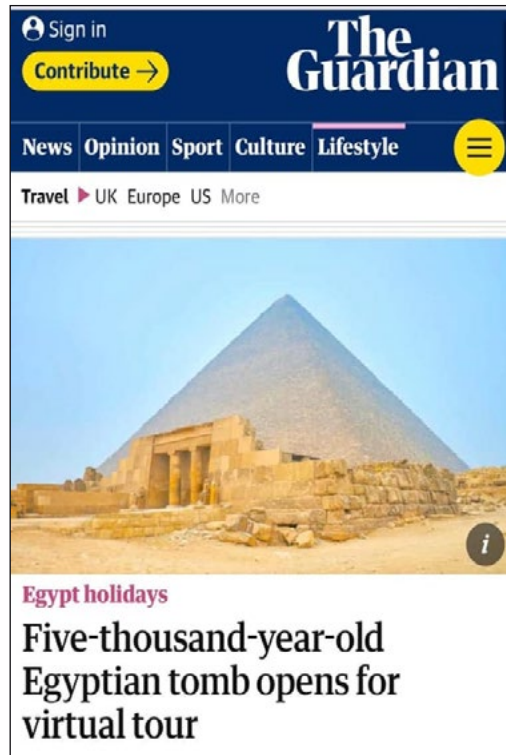 Sign in
Contribute →
The
Guardian
News Opinion Sport Culture Lifestyle
Travel ▶ UK Europe US More
i
Egypt holidays
Five-thousand-year-old
Egyptian tomb opens for
virtual tour